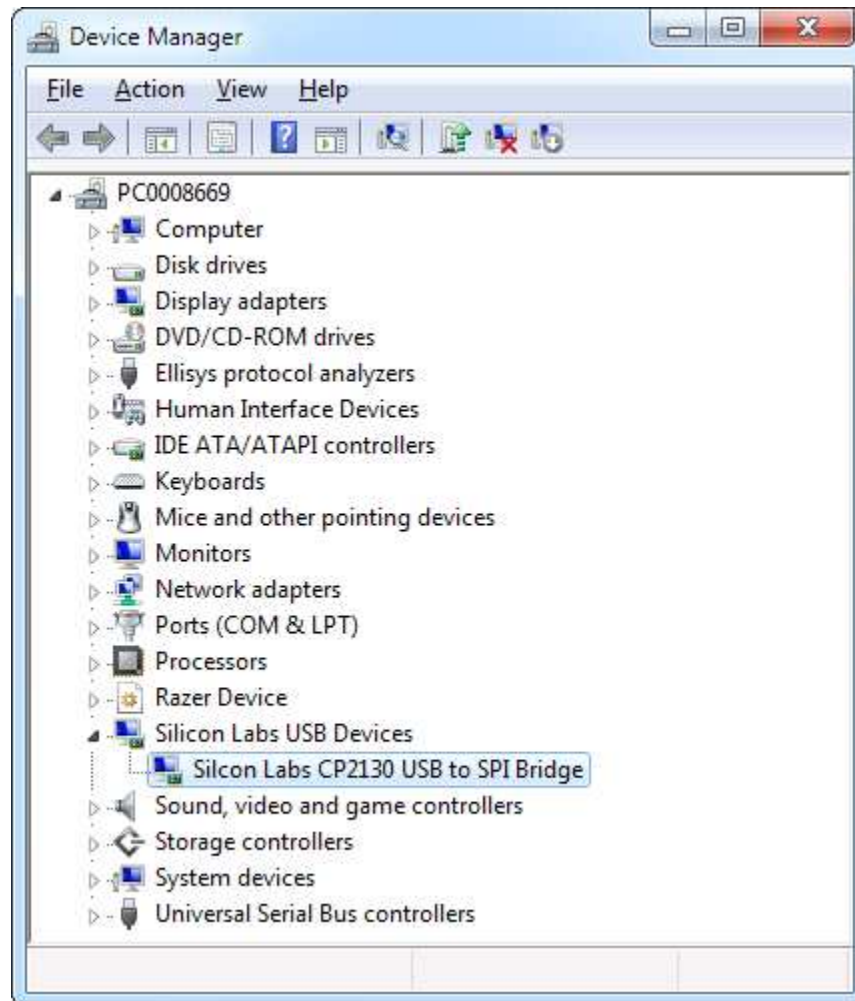 Device Manager
File Action View Help
PC0008669
Computer
Disk drives
Display adapters
DVD/CD-ROM drives
Ellisys protocol analyzers
Human Interface Devices
IDE ATA/ATAPI controllers
Keyboards
Mice and other pointing devices
Monitors
Network adapters
Ports (COM & LPT)
Processors
Razer Device
Silicon Labs USB Devices
Silcon Labs CP2130 USB to SPI Bridge
Sound, video and game controllers
Storage controllers
System devices
Universal Serial Bus controllers